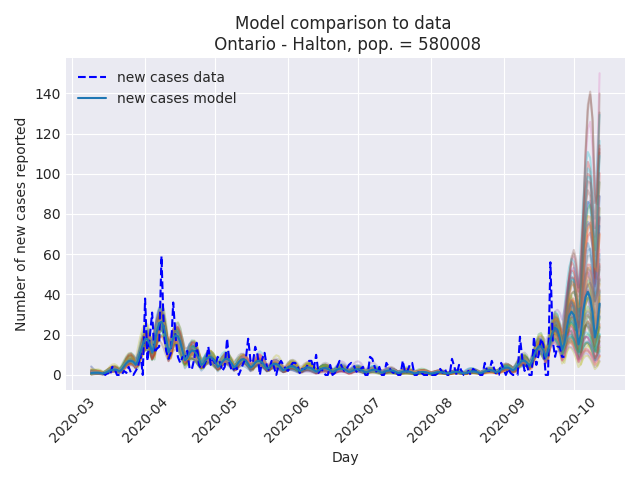 Model comparison to data
Ontario - Halton, pop. = 580008
new cases data
new cases model
Number of new cases reported
140
120
100
80
60
40
20
0
2020-03
2020-04
2020-05
2020-06
2020-07
2020-08
2020-09
2020-10
Day